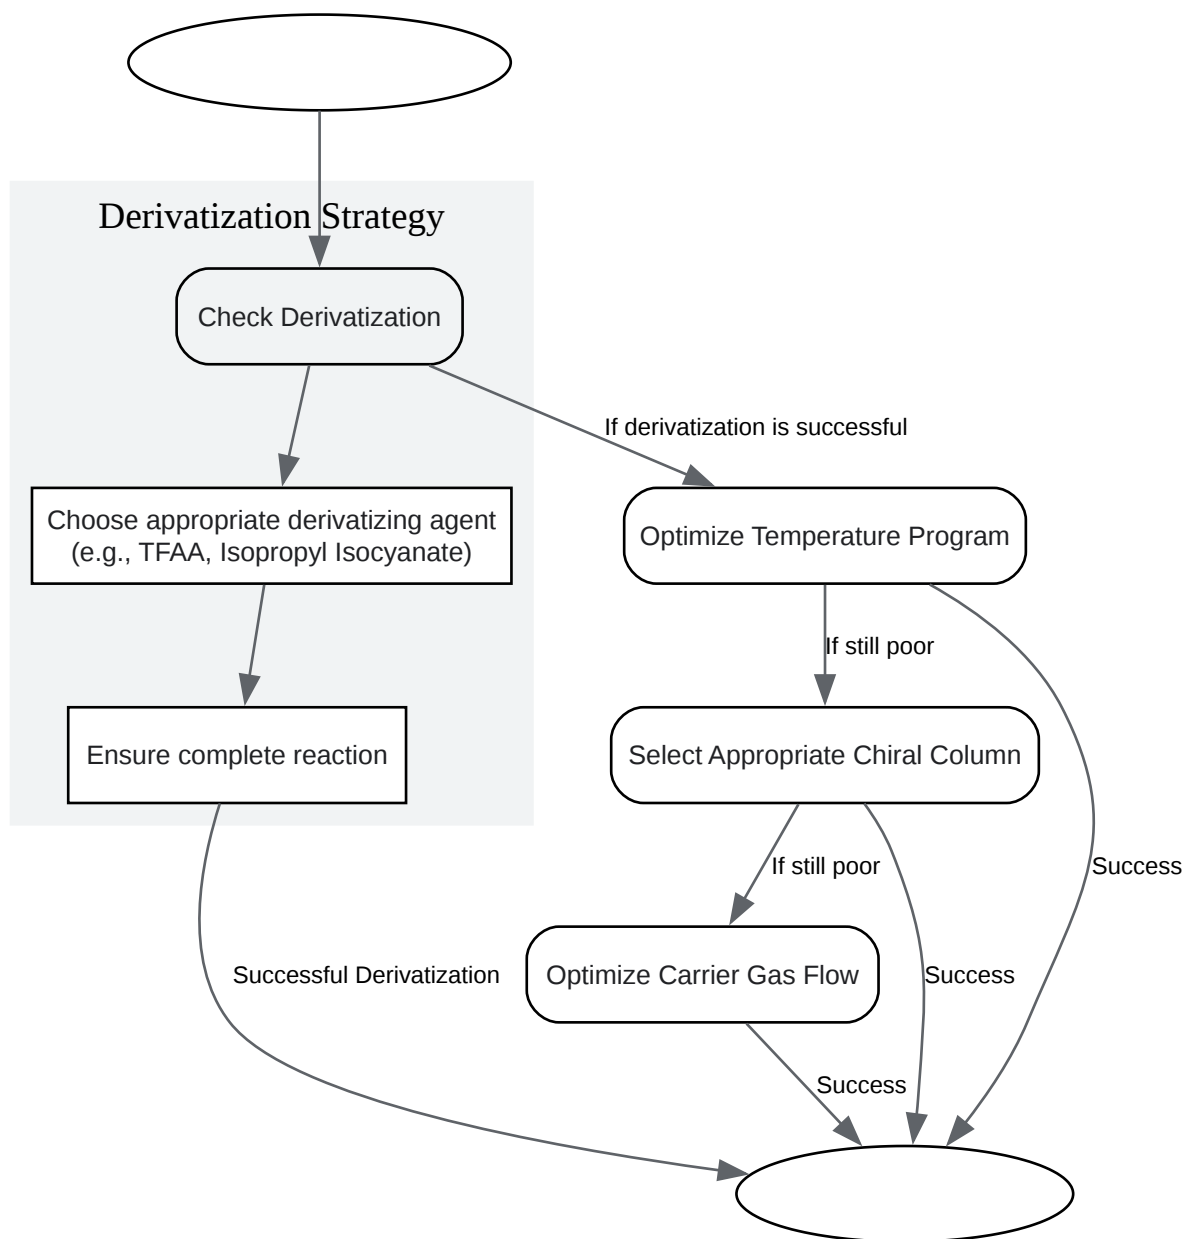 Derivatization Strategy
Check Derivatization
If derivatization is successful
Choose appropriate derivatizing agent
(e.g., TFAA, Isopropyl Isocyanate)
Optimize Temperature Program
If still poor
Ensure complete reaction
Select Appropriate Chiral Column
If still poor
Success
Successful Derivatization
Optimize Carrier Gas Flow
Success
Success